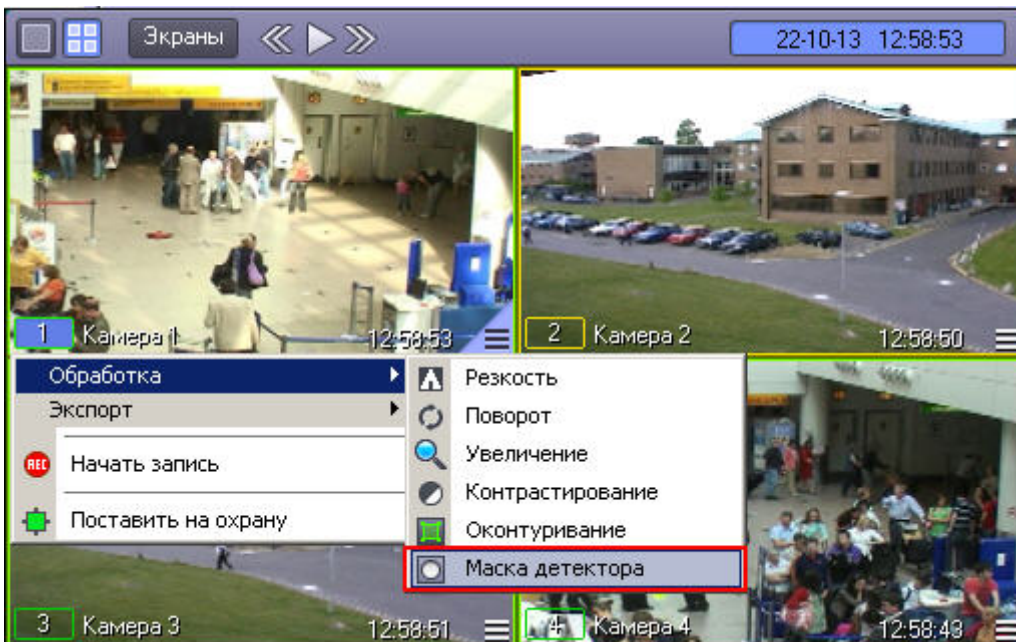 Экраны
22-10-13 12:58:53
1 Камера 1 12:58:53
2 Камера 2 12:58:50
Обработка
Экспорт
REC Начать запись
Поставить на охрану
Резкость
Поворот
Увеличение
Контрастирование
Оконтуривание
Маска детектора
3 Камера 3 12:58:51
4 Камера 4 12:58:43